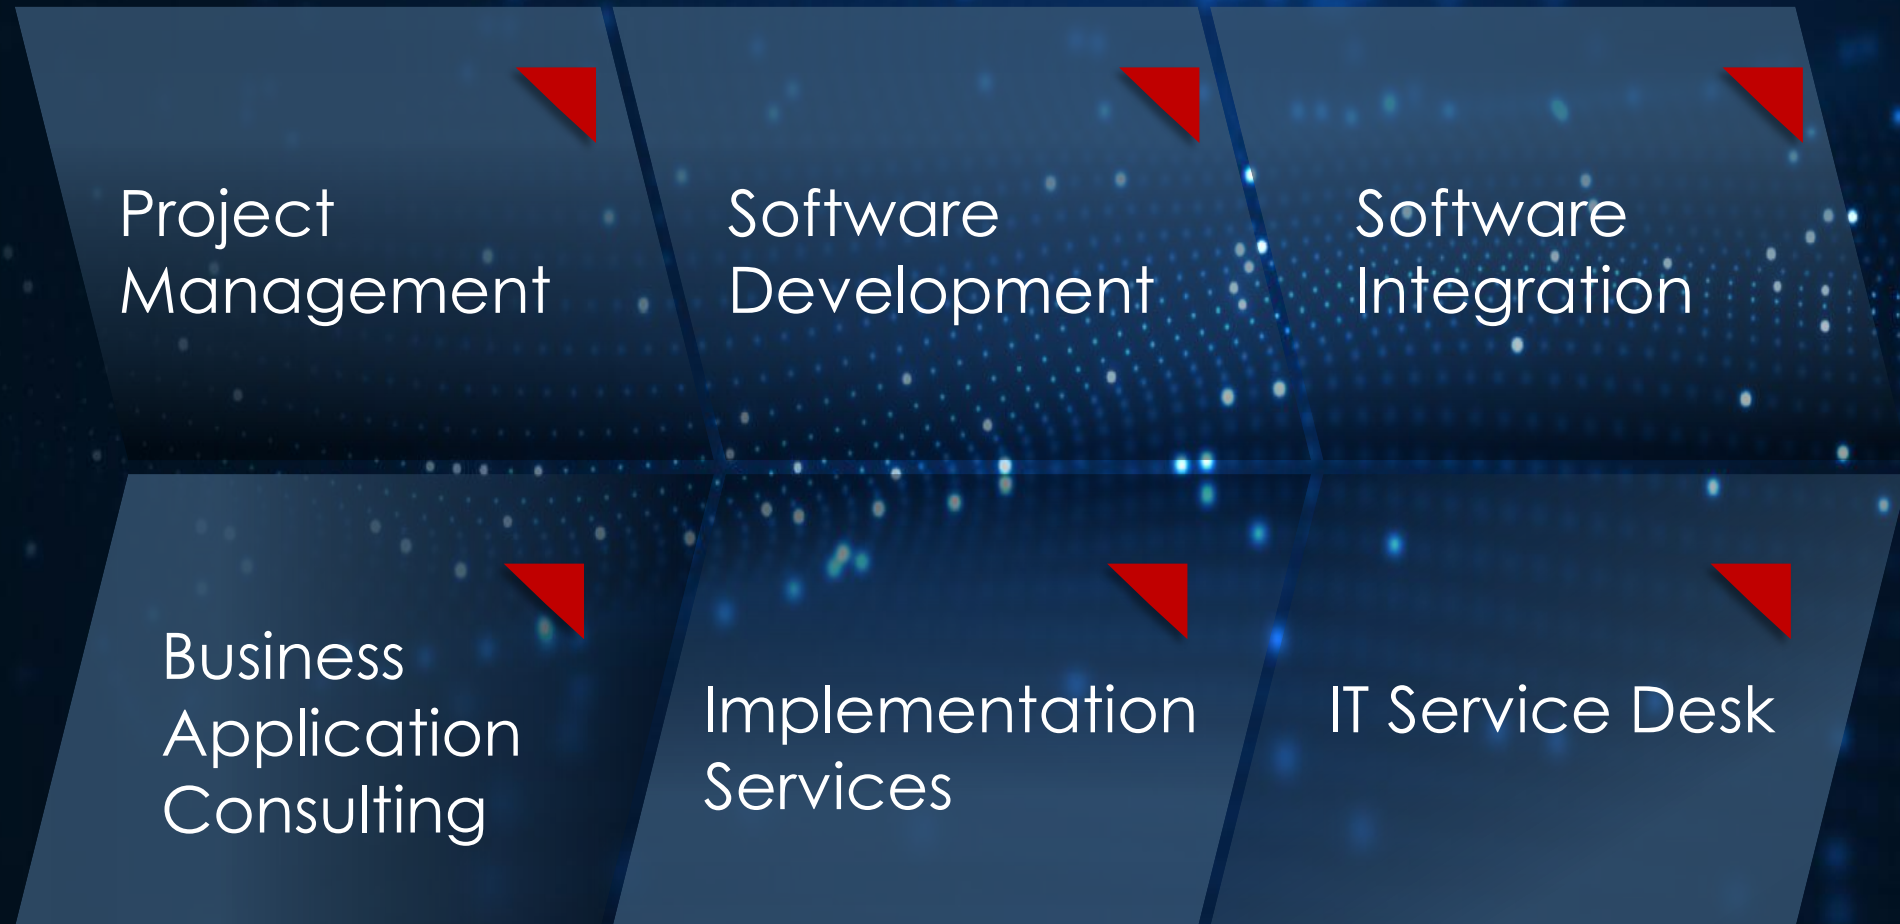 Project
Management
Software
Development
Software
Integration
Business
Application
Consulting
Implementation
Services
IT Service Desk